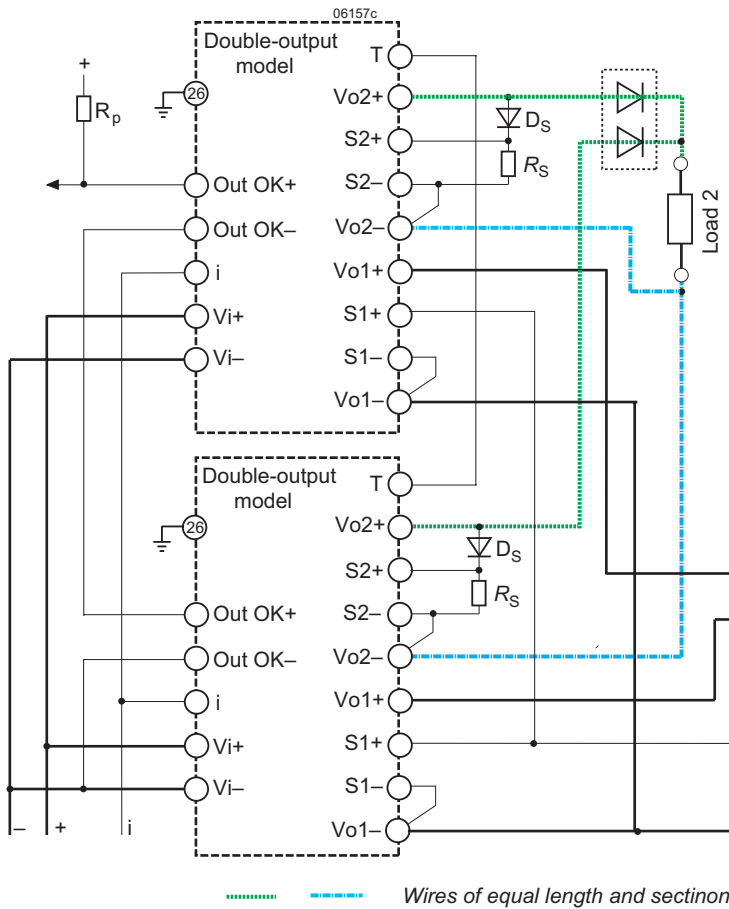 06157c
Double-output
model
T
+
26
Vo2+
Rp
DS
S2+
RS
Out OK+
S2–
Out OK–
Vo2–
Load 2
i
Vo1+
Vi+
S1+
Vi–
S1–
Vo1–
Double-output
model
T
26
Vo2+
DS
S2+
RS
Out OK+
S2–
Out OK–
Vo2–
i
Vo1+
Vi+
S1+
Vi–
S1–
– + i
Vo1–
Wires of equal length and sectinon